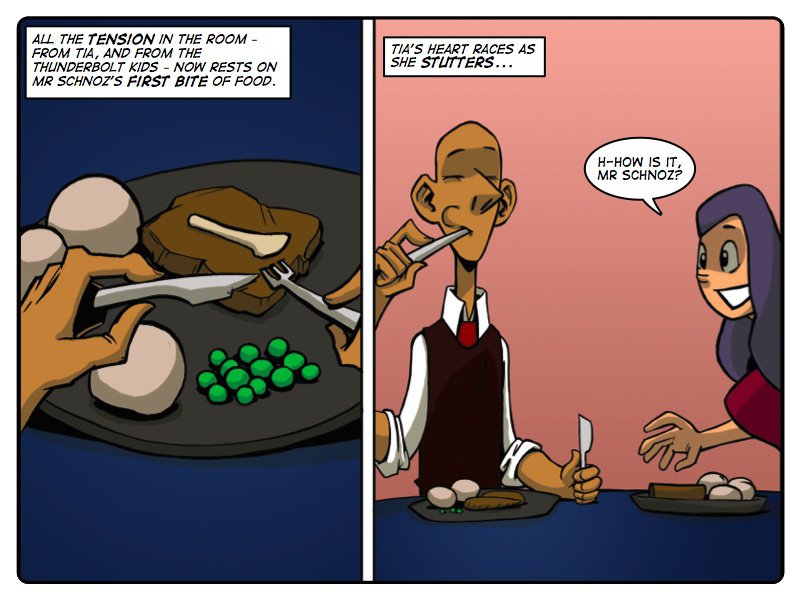 ALL THE TENSION IN THE ROOM -
FROM TIA, AND FROM THE
THUNDERBOLT KIDS - NOW RESTS ON
MR SCHNOZ'S FIRST BITE OF FOOD.
TIA'S HEART RACES AS
SHE STUTTERS...
H-HOW IS IT,
MR SCHNOZ?